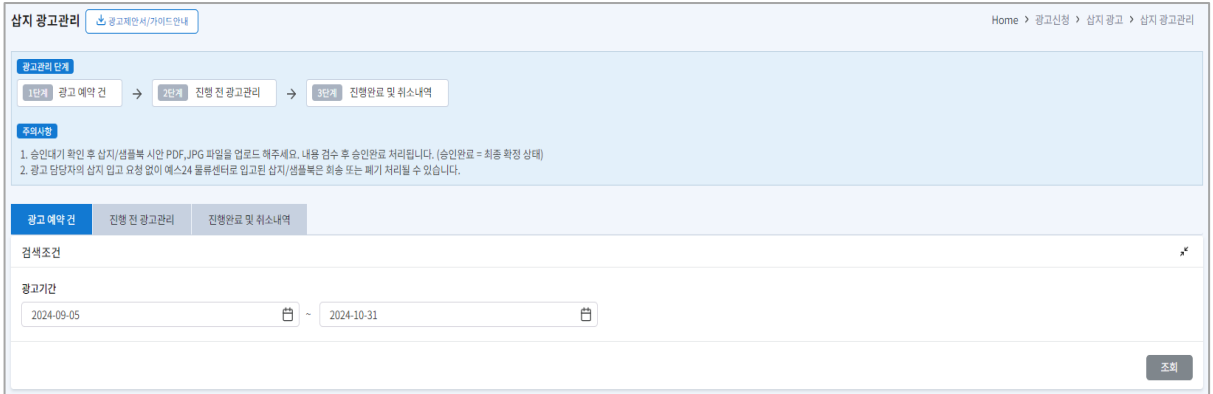 삽지 광고관리 광고제안서/가이드안내 Home > 광고신청 > 삽지 광고 > 삽지 광고관리
광고관리 단계
1단계 광고 예약 건 → 2단계 진행 전 광고관리 → 3단계 진행완료 및 취소내역
주의사항
1. 승인대기 확인 후 삽지/샘플북 시안 PDF,JPG 파일을 업로드 해주세요. 내용 검수 후 승인완료 처리됩니다. (승인완료 = 최종 확정 상태)
2. 광고 담당자의 삽지 입고 요청 없이 예스24 물류센터로 입고된 삽지/샘플북은 회송 또는 폐기 처리될 수 있습니다.
광고 예약 건 진행 전 광고관리 진행완료 및 취소내역
검색조건
광고기간
2024-09-05 ~ 2024-10-31
조회